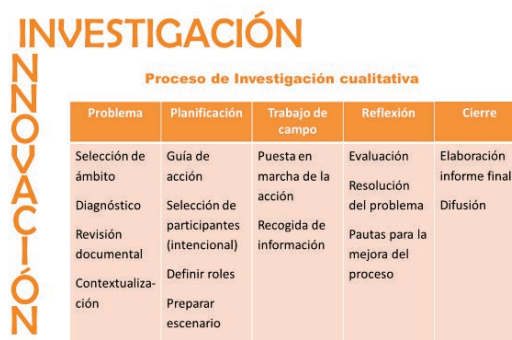 INVESTIGACIÓN
INNOVACIÓN
Proceso de Investigación cualitativa
Problema
Planificación
Trabajo de
campo
Reflexión
Cierre
Selección de
ámbito
Diagnóstico
Revisión
documental
Contextualiza-
ción
Guía de
acción
Selección de
participantes
(intencional)
Definir roles
Preparar
escenario
Puesta en
marcha de la
acción
Recogida de
información
Evaluación
Resolución
del problema
Pautas para la
mejora del
proceso
Elaboración
informe final
Difusión